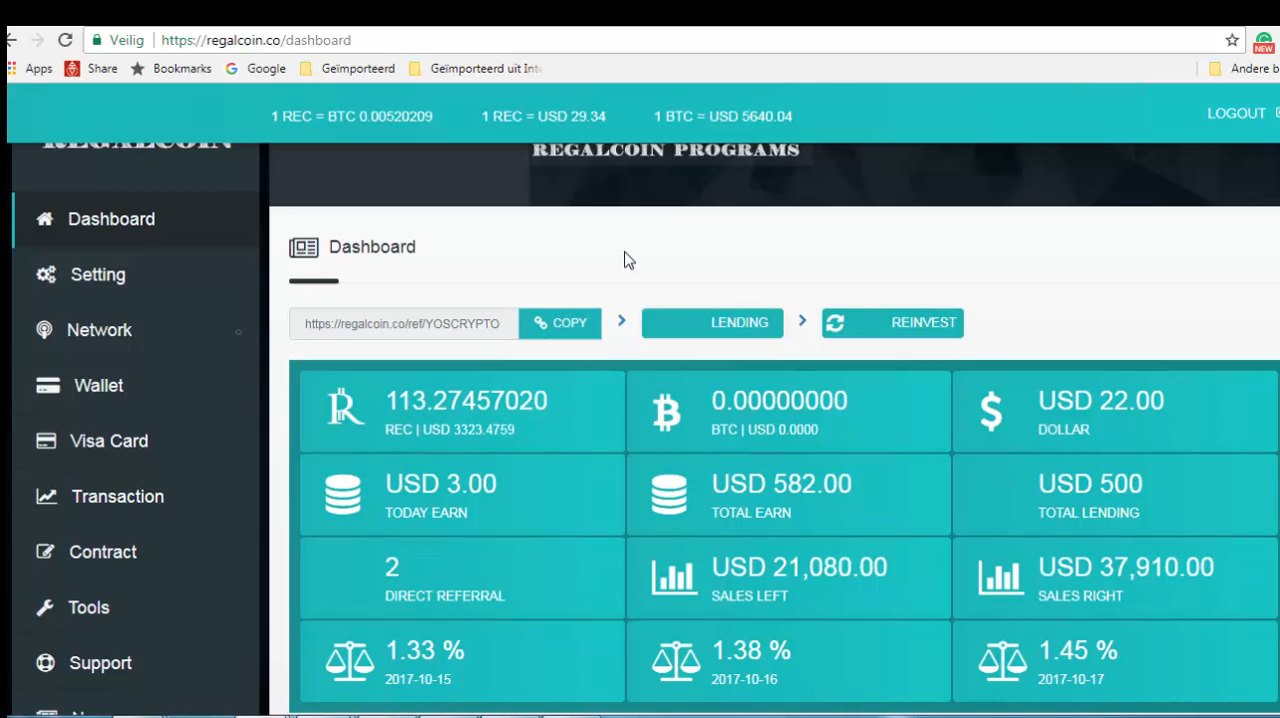 Veilig https://regalcoin.co/dashboard
NEW
Apps Share Bookmarks G Google Geïmporteerd Geïmporteerd uit Andere b
1 REC = BTC 0.00520209 1 REC = USD 29.34 1 BTC = USD 5640.04 LOGOUT
REGALCOIN
REGALCOIN PROGRAMS
Dashboard
Setting
Network
Wallet
Visa Card
Transaction
Contract
Tools
Support
Dashboard
https://regalcoin.co/ref/YOSCRYPTO COPY LENDING REINVEST
113.27457020
REC | USD 3323.4759
0.00000000
BTC | USD 0.0000
USD 22.00
DOLLAR
USD 3.00
TODAY EARN
USD 582.00
TOTAL EARN
USD 500
TOTAL LENDING
2
DIRECT REFERRAL
USD 21,080.00
SALES LEFT
USD 37,910.00
SALES RIGHT
1.33 %
2017-10-15
1.38 %
2017-10-16
1.45 %
2017-10-17